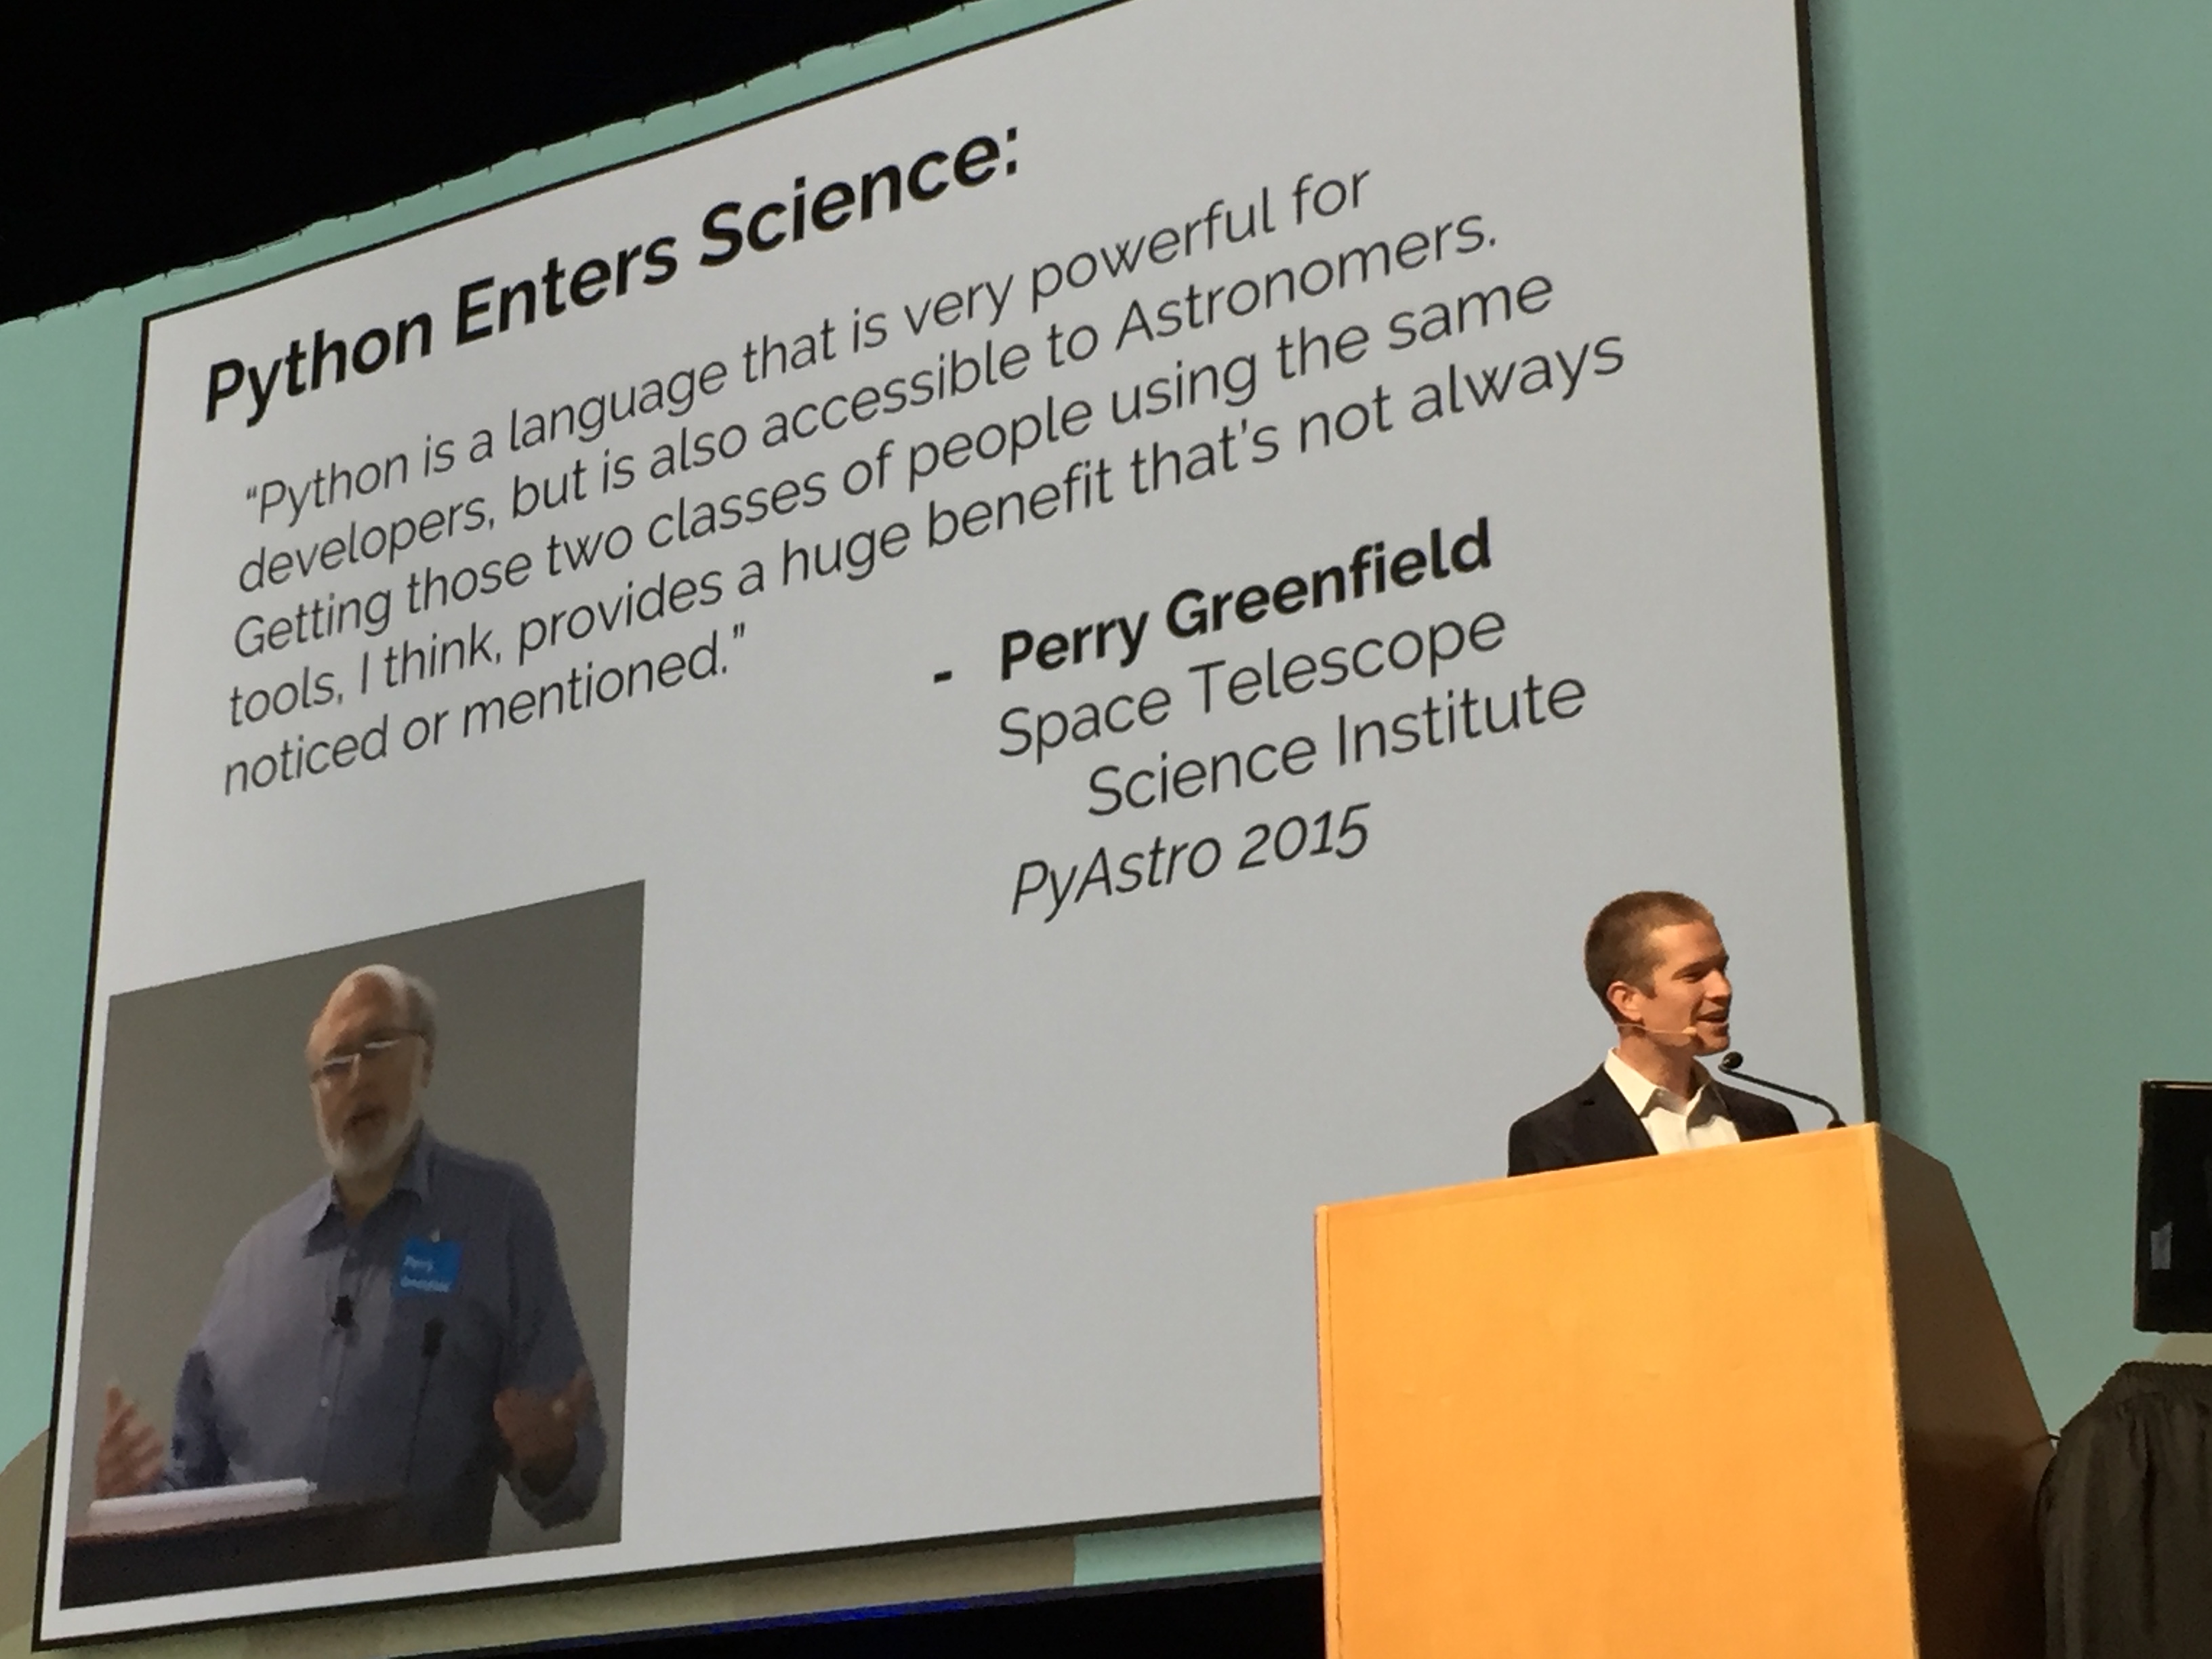 Python Enters Science:
“Python is a language that is very powerful for
developers, but is also accessible to Astronomers.
Getting those two classes of people using the same
tools, I think, provides a huge benefit that's not always
noticed or mentioned.”
- Perry Greenfield
Space Telescope
Science Institute
PyAstro 2015
Perry